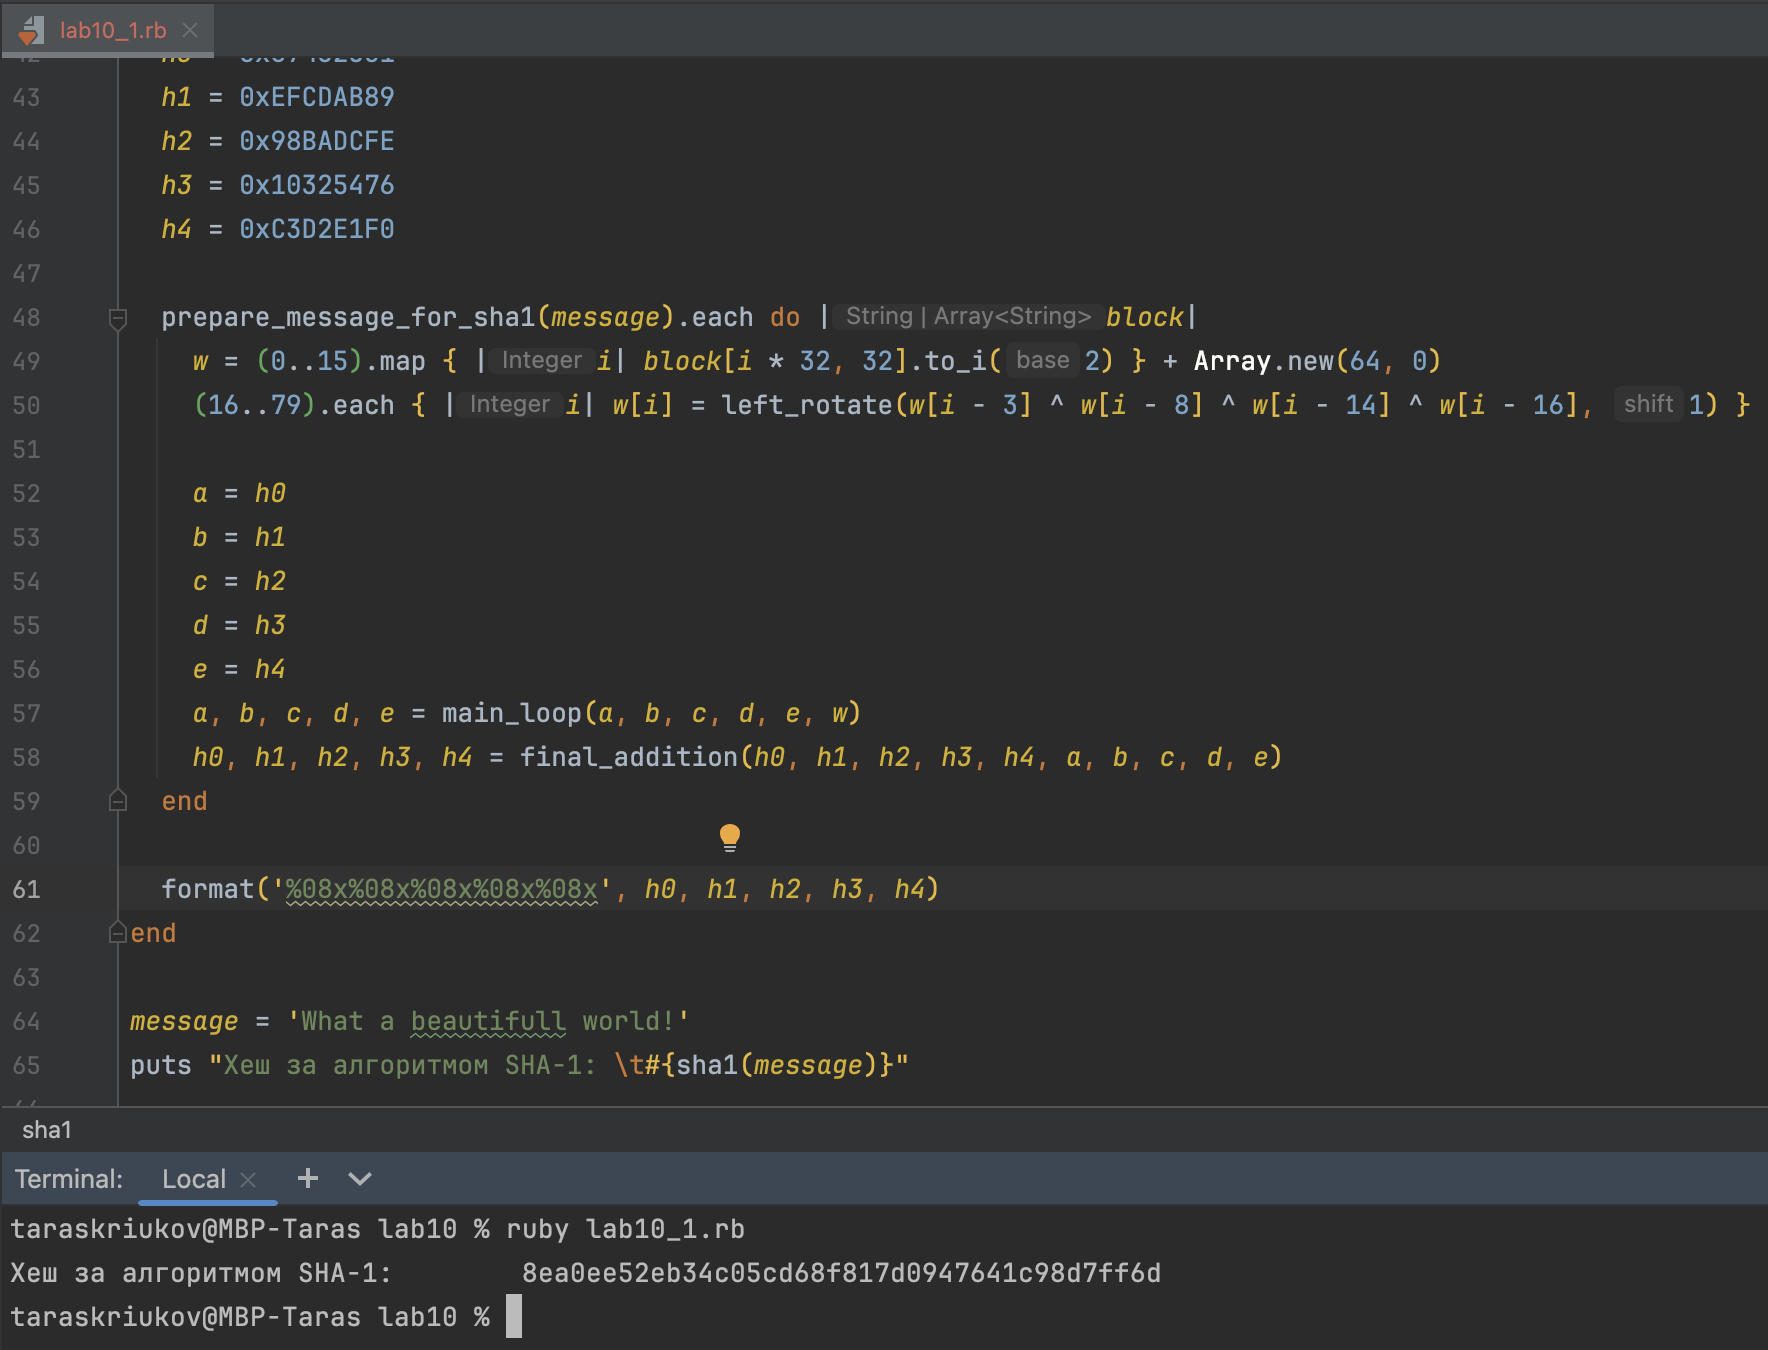 lab10_1.rb
43 h1 = 0xEFCDAB89
44 h2 = 0x98BADCFE
45 h3 = 0x10325476
46 h4 = 0xC3D2E1F0
47
48 prepare_message_for_sha1(message).each do | String | Array<String> block|
49 w = (0..15).map { | Integer i| block[i * 32, 32].to_i( base 2) } + Array.new(64, 0)
50 (16..79).each { | Integer i| w[i] = left_rotate(w[i - 3] ^ w[i - 8] ^ w[i - 14] ^ w[i - 16], shift 1) }
51
52 a = h0
53 b = h1
54 c = h2
55 d = h3
56 e = h4
57 a, b, c, d, e = main_loop(a, b, c, d, e, w)
58 h0, h1, h2, h3, h4 = final_addition(h0, h1, h2, h3, h4, a, b, c, d, e)
59 end
60
61 format('%08x%08x%08x%08x%08x', h0, h1, h2, h3, h4)
62 end
63
64 message = 'What a beautifull world!'
65 puts "Хеш за алгоритмом SHA-1: \t#{sha1(message)}"
sha1
Terminal: Local
taraskriukov@MBP-Taras lab10 % ruby lab10_1.rb
Хеш за алгоритмом SHA-1: 8ea0ee52eb34c05cd68f817d0947641c98d7ff6d
taraskriukov@MBP-Taras lab10 %